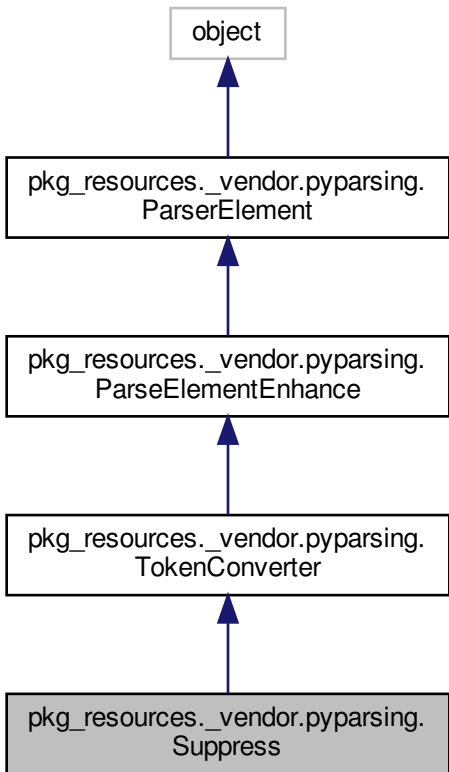 object
pkg_resources._vendor.pyparsing.
ParserElement
pkg_resources._vendor.pyparsing.
ParseElementEnhance
pkg_resources._vendor.pyparsing.
TokenConverter
pkg_resources._vendor.pyparsing.
Suppress